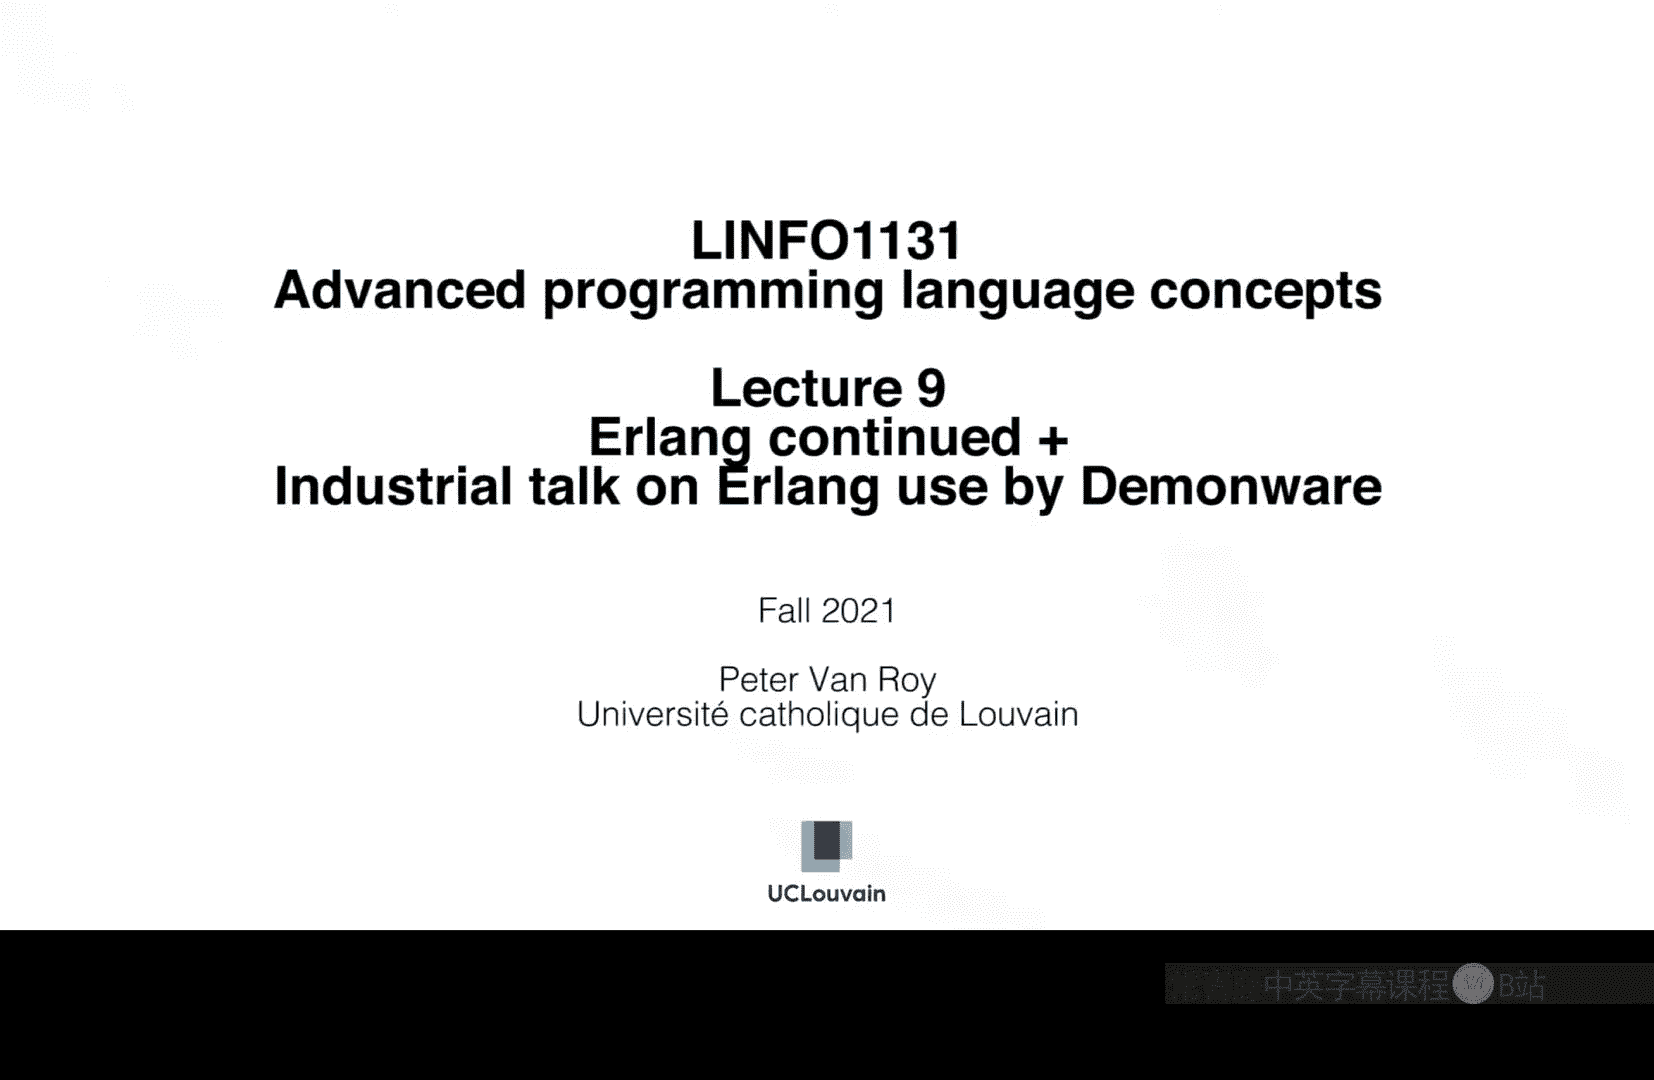 LINFO1131
Advanced programming language concepts
Lecture 9
Erlang continued +
Industrial talk on Erlang use by Demonware
Fall 2021
Peter Van Roy
Université catholique de Louvain
UCLouvain
中英字幕课程 B站